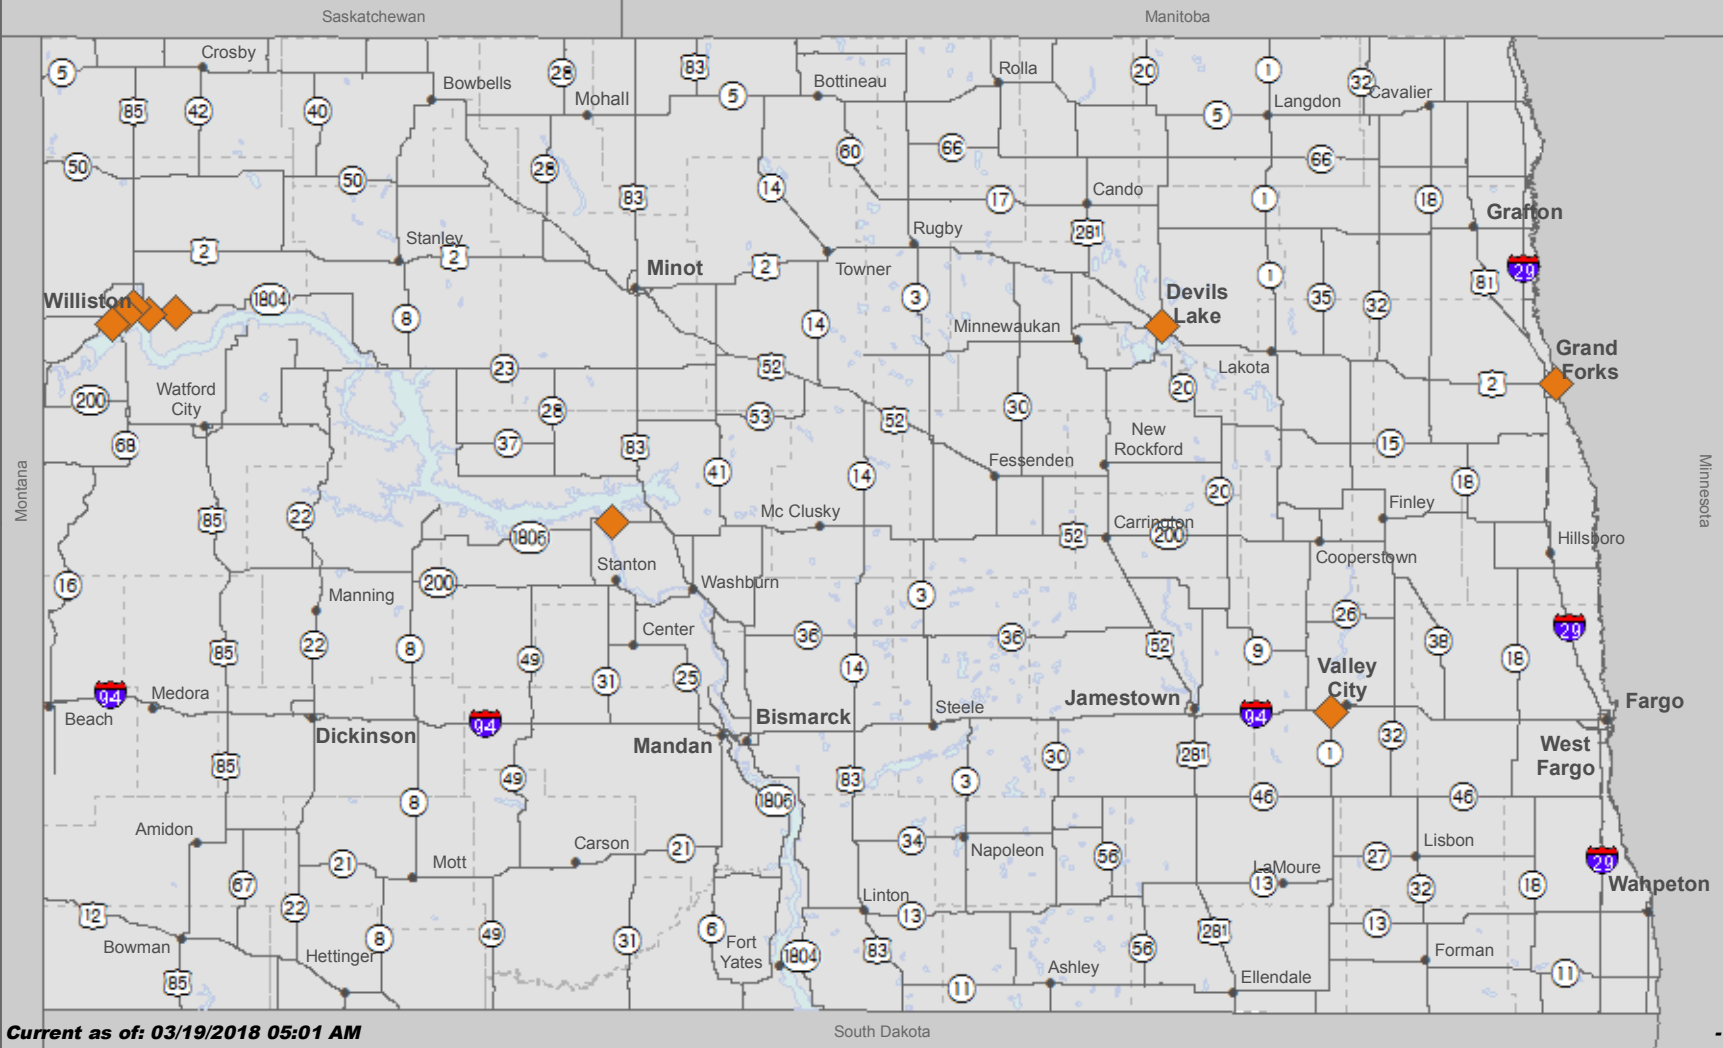 Saskatchewan
Manitoba
Crosby
5
85
42
40
Bowbells
28
Mohall
83
5
Bottineau
Rolla
20
1
32
Cavalier
Langdon
5
50
50
28
83
14
60
66
17
Cando
66
1
18
Grafton
2
Stanley
2
Minot
2
Towner
Rugby
281
29
81
Williston
1804
8
14
3
Minnewaukan
Devils
Lake
1
35
32
Grand
Forks
200
Watford
City
23
52
Lakota
20
2
68
28
37
83
53
52
30
New
Rockford
15
Fessenden
41
14
20
18
Montana
Minnesota
85
22
1806
Mc Clusky
52
Carrington
200
Finley
Cooperstown
Hillsboro
Stanton
Washburn
16
Manning
200
3
26
29
85
22
8
49
Center
31
25
36
14
36
52
9
38
18
Valley
City
94
Medora
Beach
Dickinson
94
Mandan
Bismarck
Steele
Jamestown
94
Fargo
West
Fargo
85
49
8
1806
83
3
30
281
1
32
46
46
Amidon
21
Mott
Carson
21
34
Napoleon
56
LaMoure
13
27
Lisbon
32
18
29
Wahpeton
67
22
12
Bowman
8
Hettinger
49
31
6
Fort
Yates
1804
Linton
13
83
56
281
13
Forman
11
85
11
Ashley
Ellendale
Current as of: 03/19/2018 05:01 AM
South Dakota
-